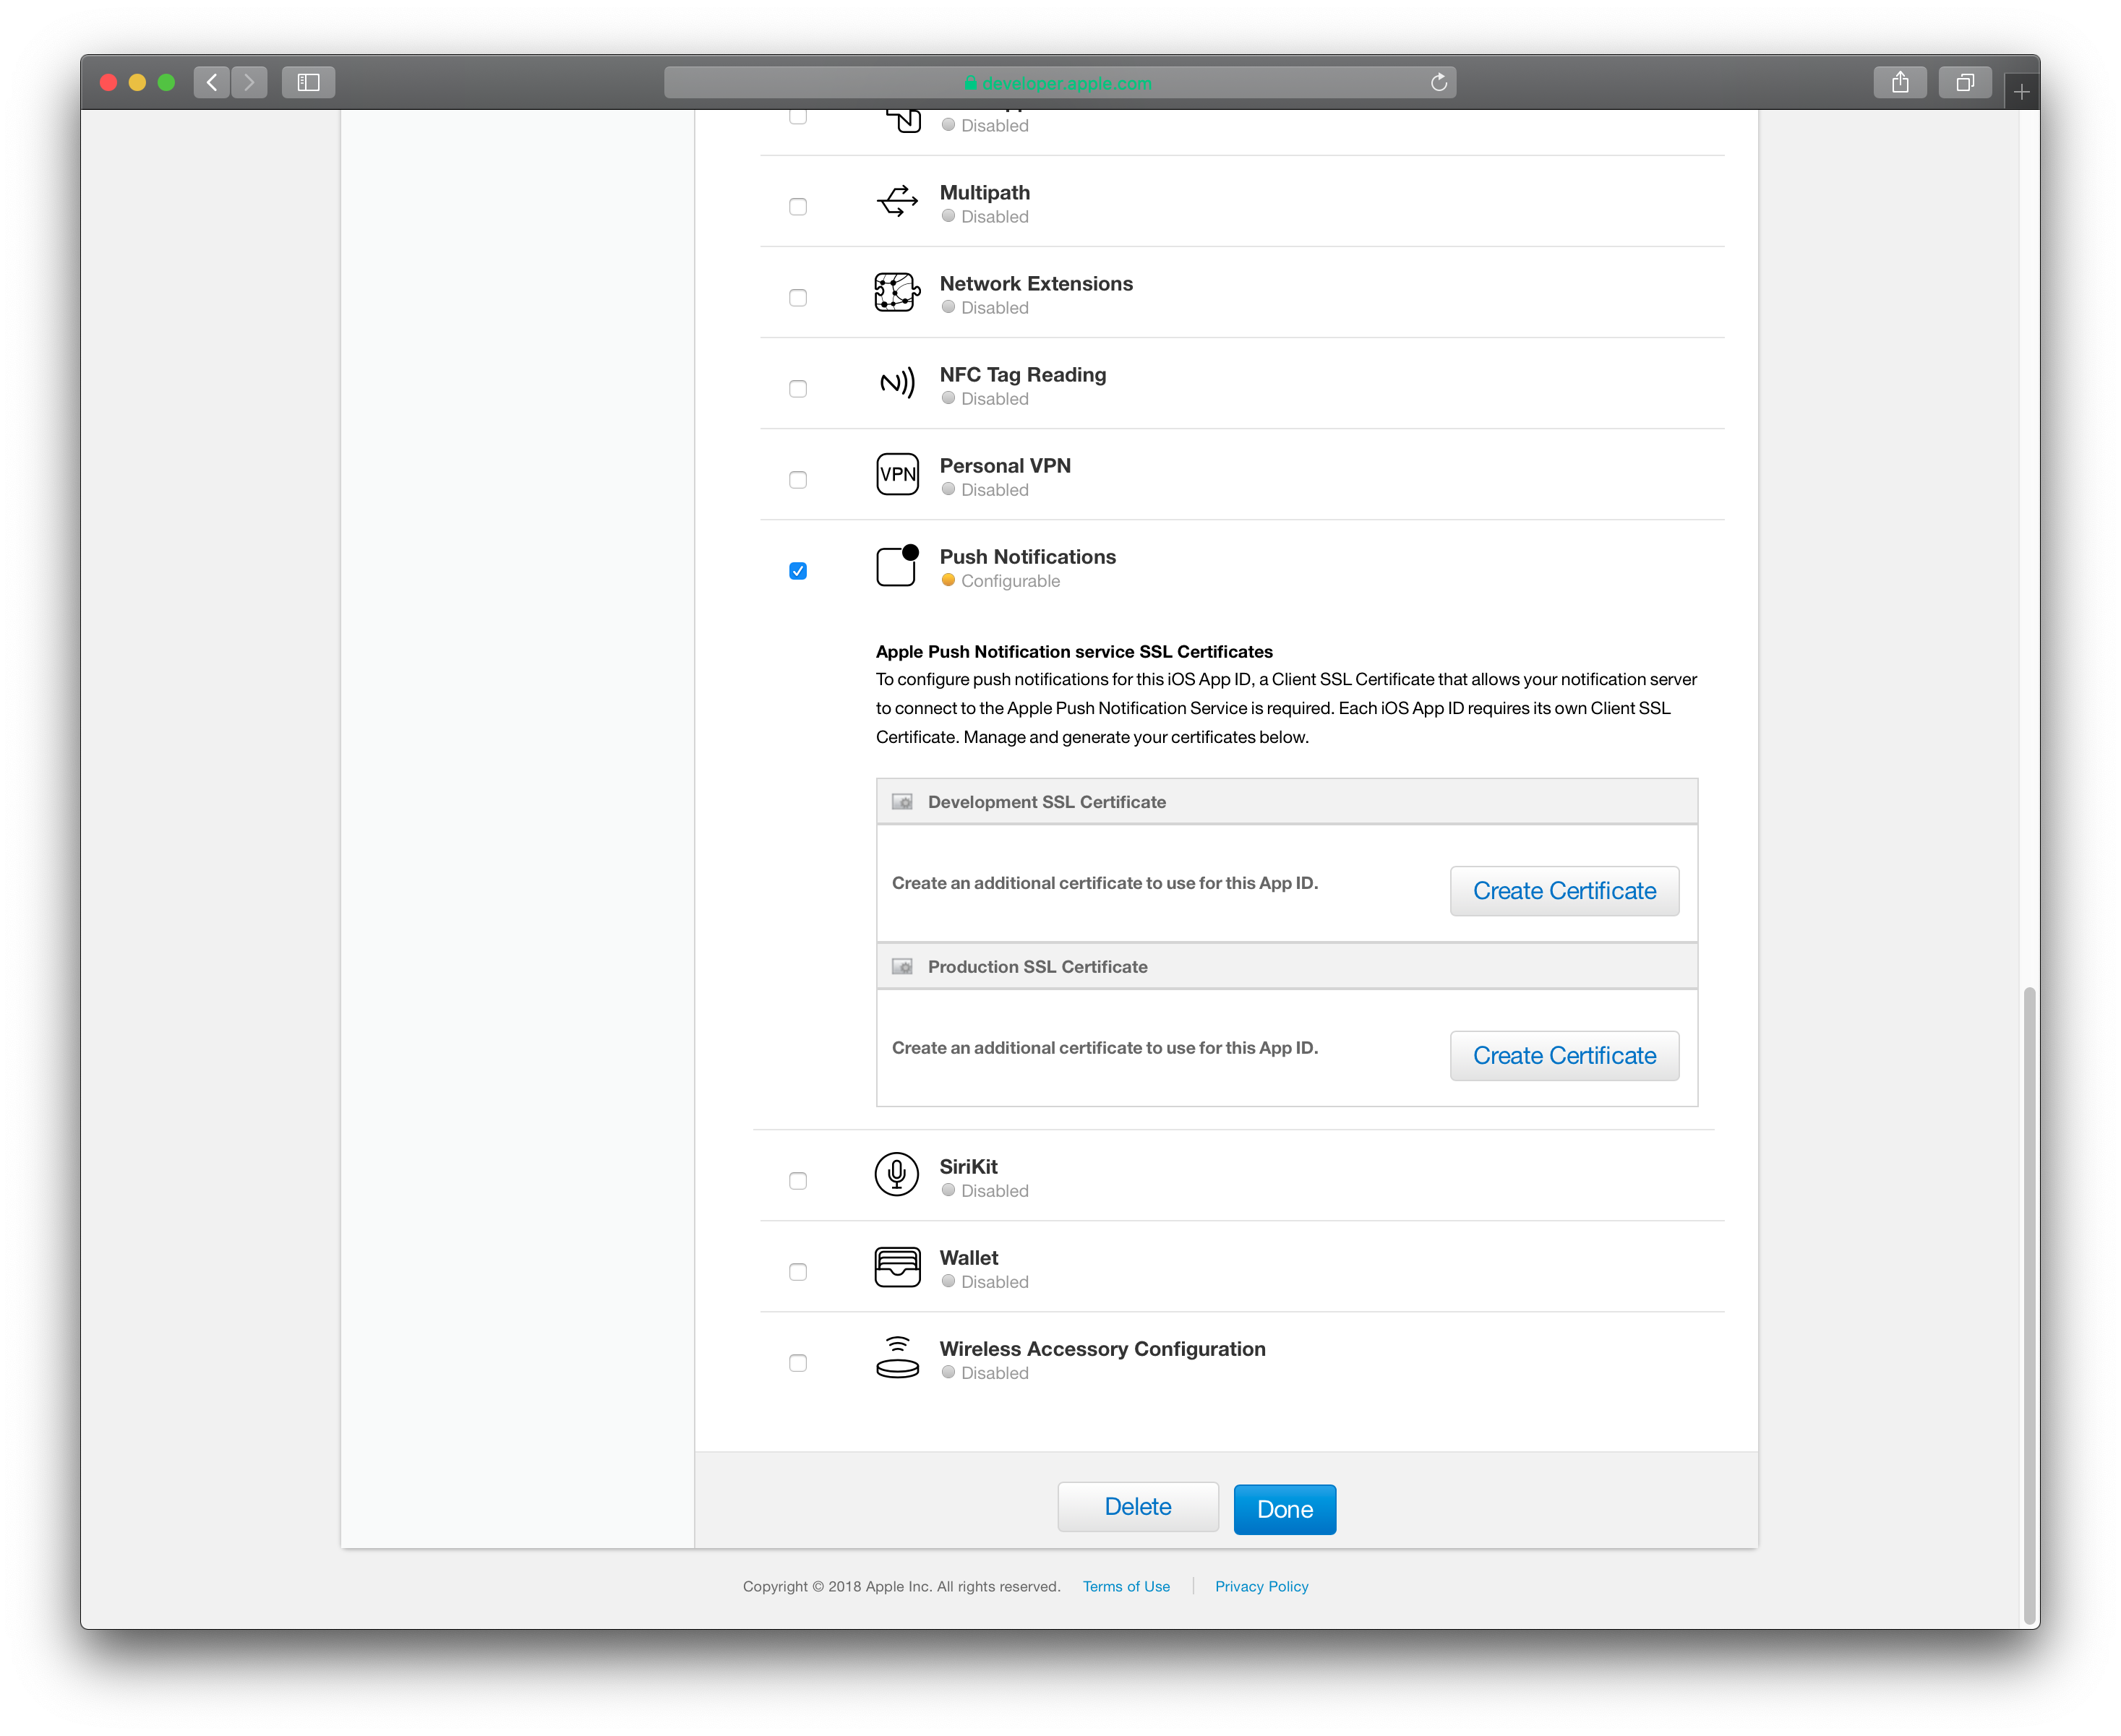 developer.apple.com
Disabled
Multipath
Disabled
Network Extensions
Disabled
NFC Tag Reading
Disabled
VPN
Personal VPN
Disabled
Push Notifications
Configurable
Apple Push Notification service SSL Certificates
To configure push notifications for this iOS App ID, a Client SSL Certificate that allows your notification server
to connect to the Apple Push Notification Service is required. Each iOS App ID requires its own Client SSL
Certificate. Manage and generate your certificates below.
Development SSL Certificate
Create an additional certificate to use for this App ID.
Create Certificate
Production SSL Certificate
Create an additional certificate to use for this App ID.
Create Certificate
SiriKit
Disabled
Wallet
Disabled
Wireless Accessory Configuration
Disabled
Delete
Done
Copyright © 2018 Apple Inc. All rights reserved. Terms of Use Privacy Policy